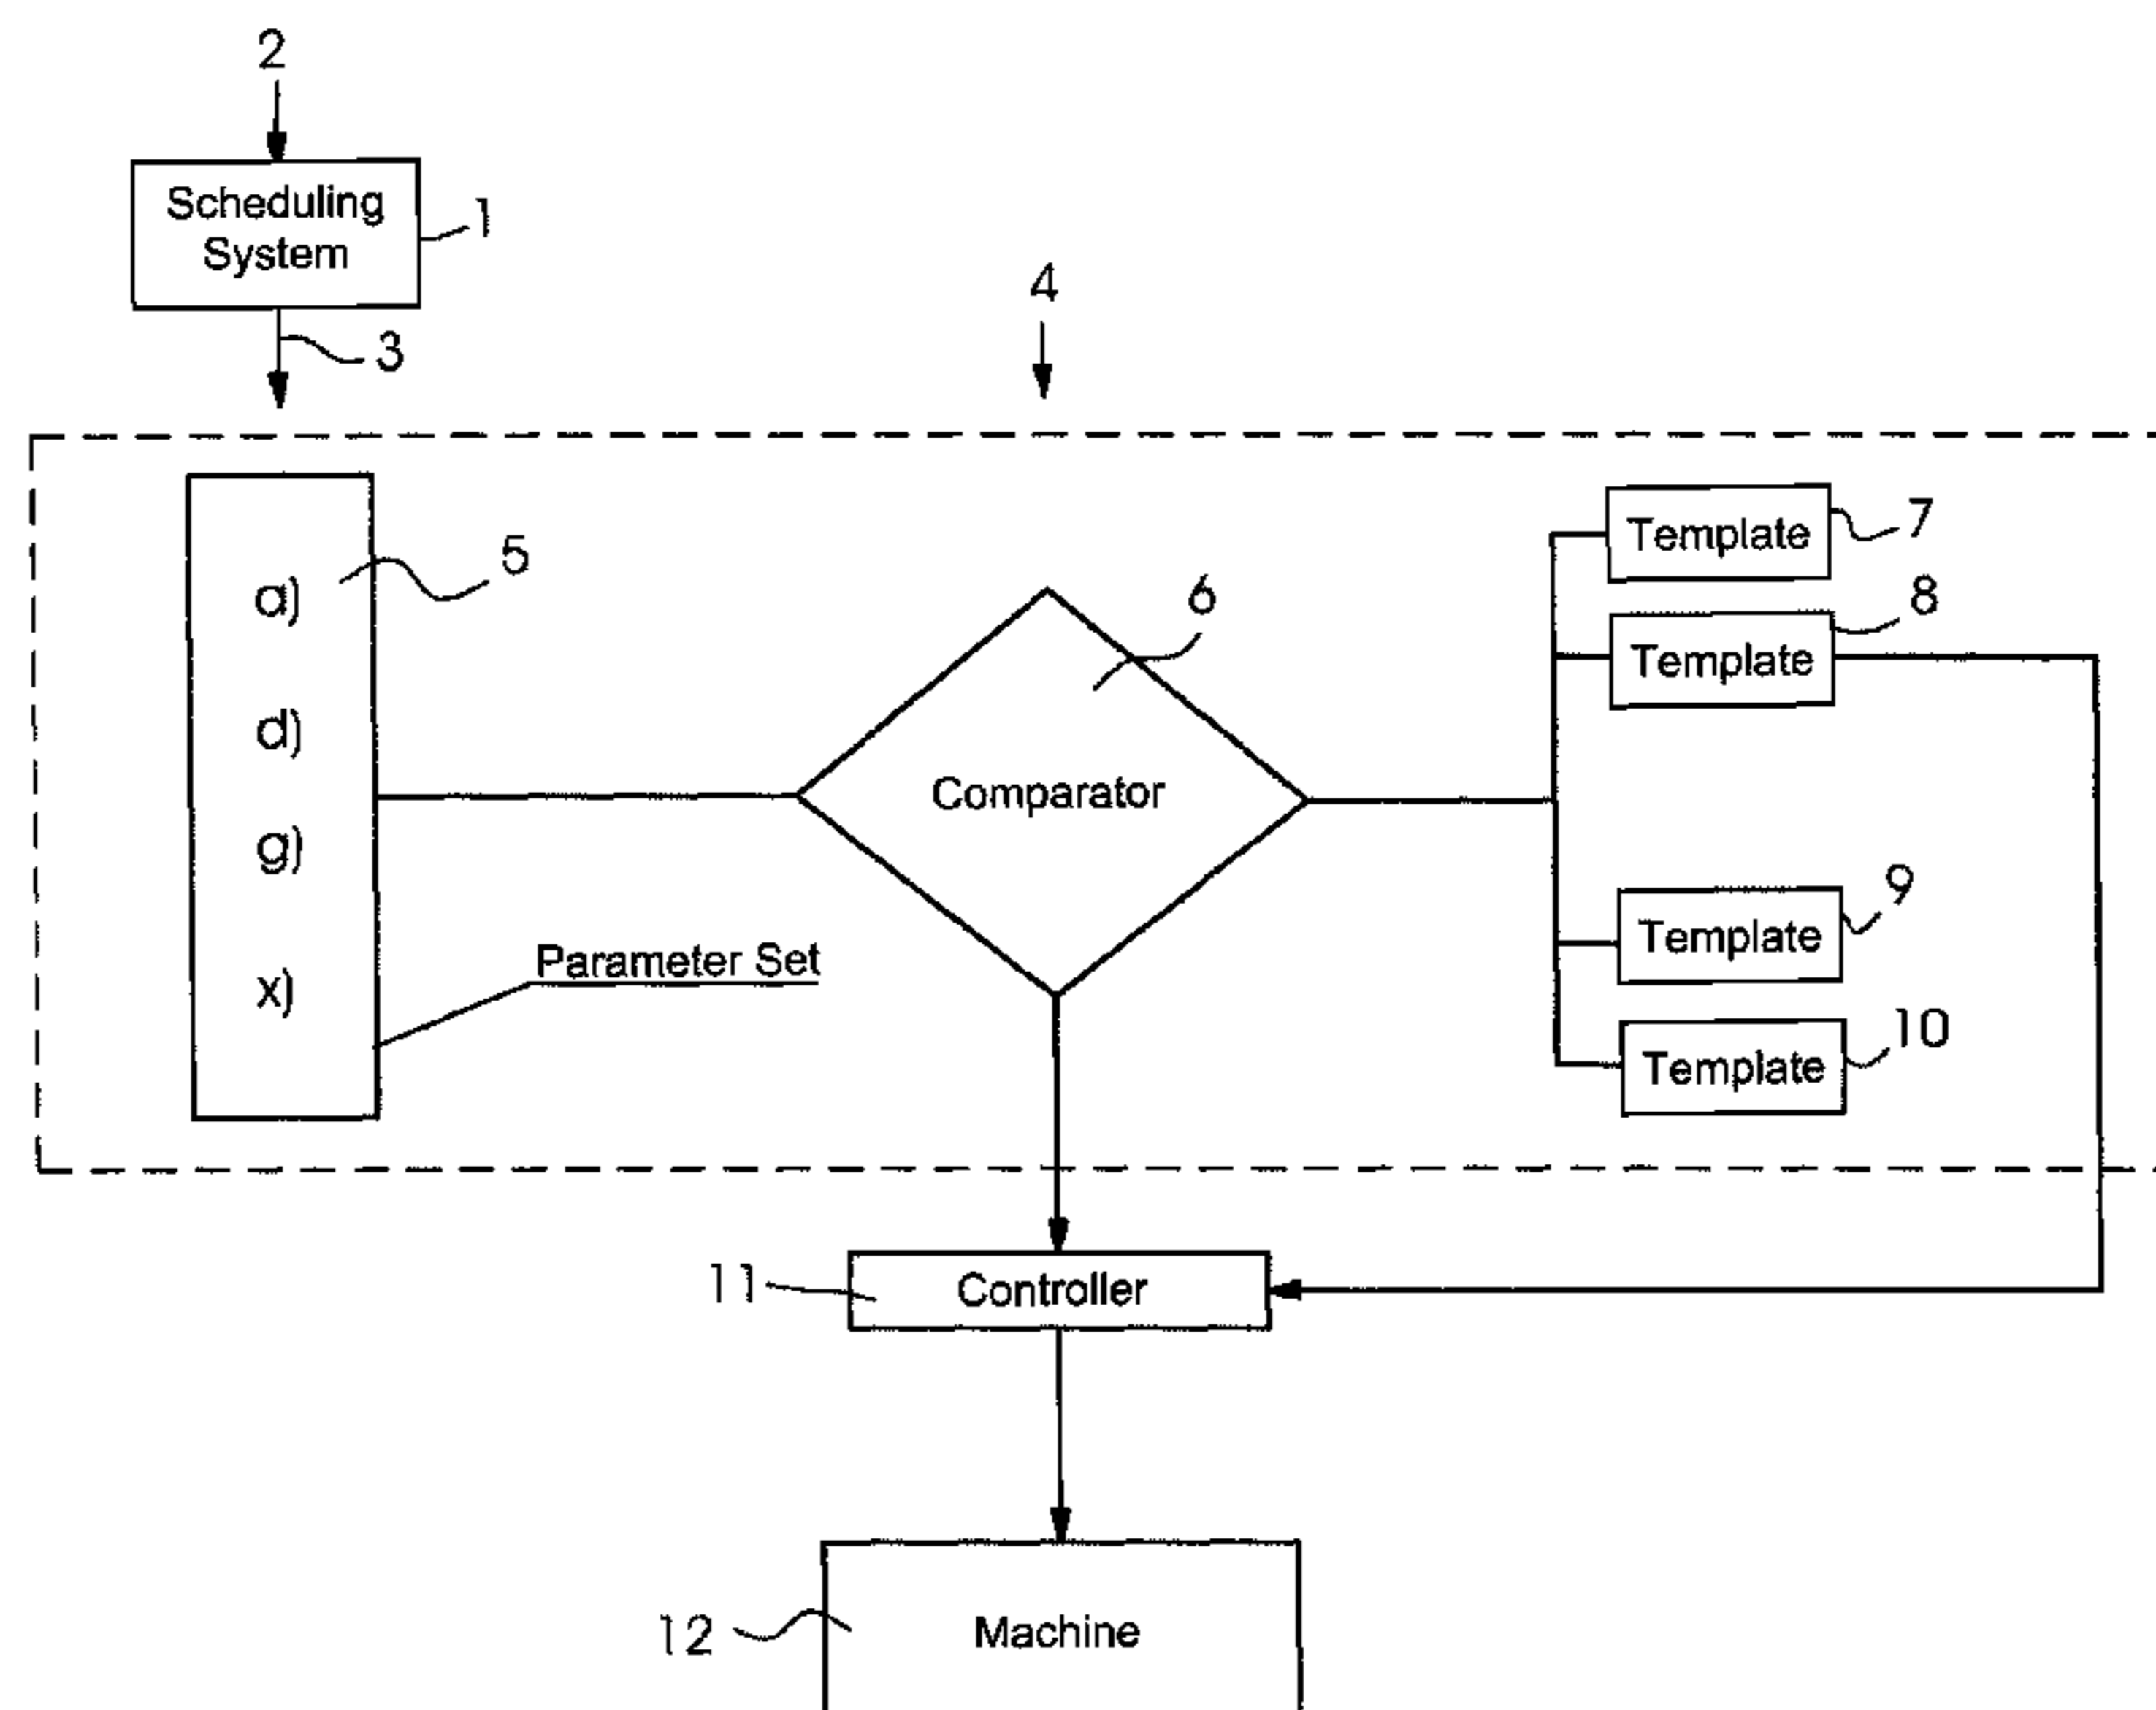 2
Scheduling
System
1
3
4
5
a)
d)
g)
x)
Parameter Set
6
Comparator
Template
7
Template
8
Template
9
Template
10
11
Controller
12
Machine